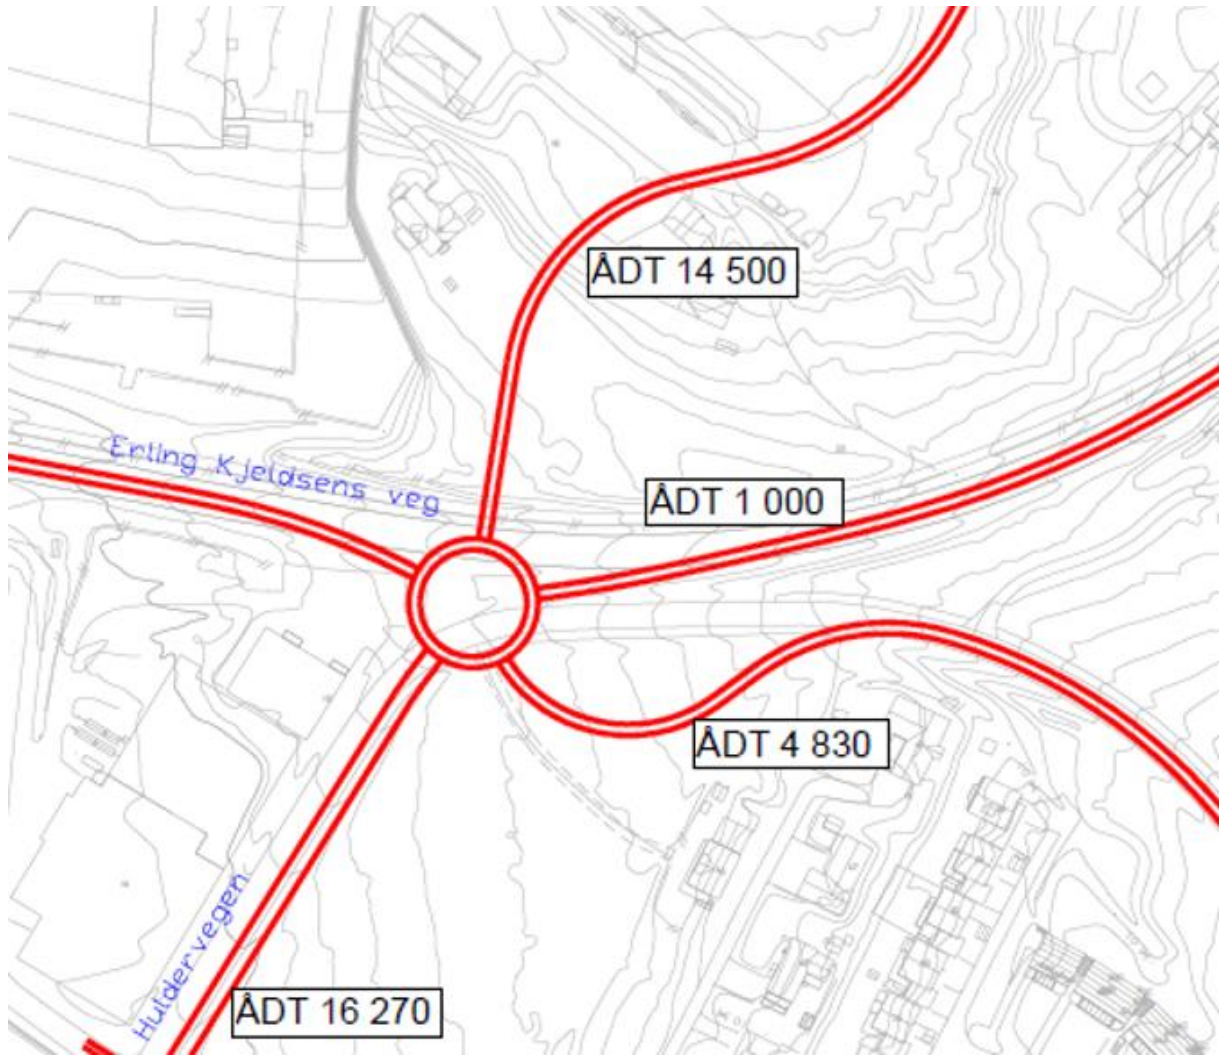 ÅDT 14 500
Erling Kjeldsens veg
ÅDT 1 000
ÅDT 4 830
Huldervegen
ÅDT 16 270